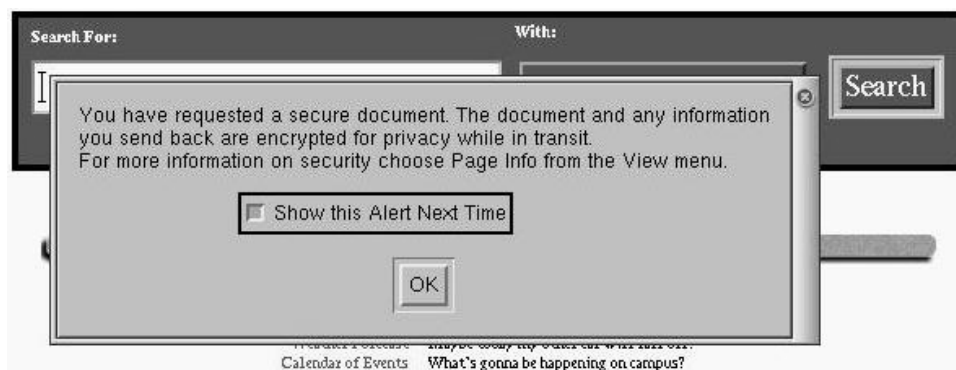 Search For:
With:
Search
You have requested a secure document. The document and any information
you send back are encrypted for privacy while in transit.
For more information on security choose Page Info from the View menu.
Show this Alert Next Time
OK
Calendar of Events What's gonna be happening on campus?